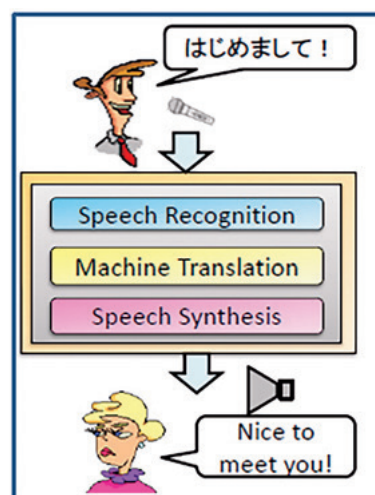 はじめまして！
Speech Recognition
Machine Translation
Speech Synthesis
Nice to
meet you!